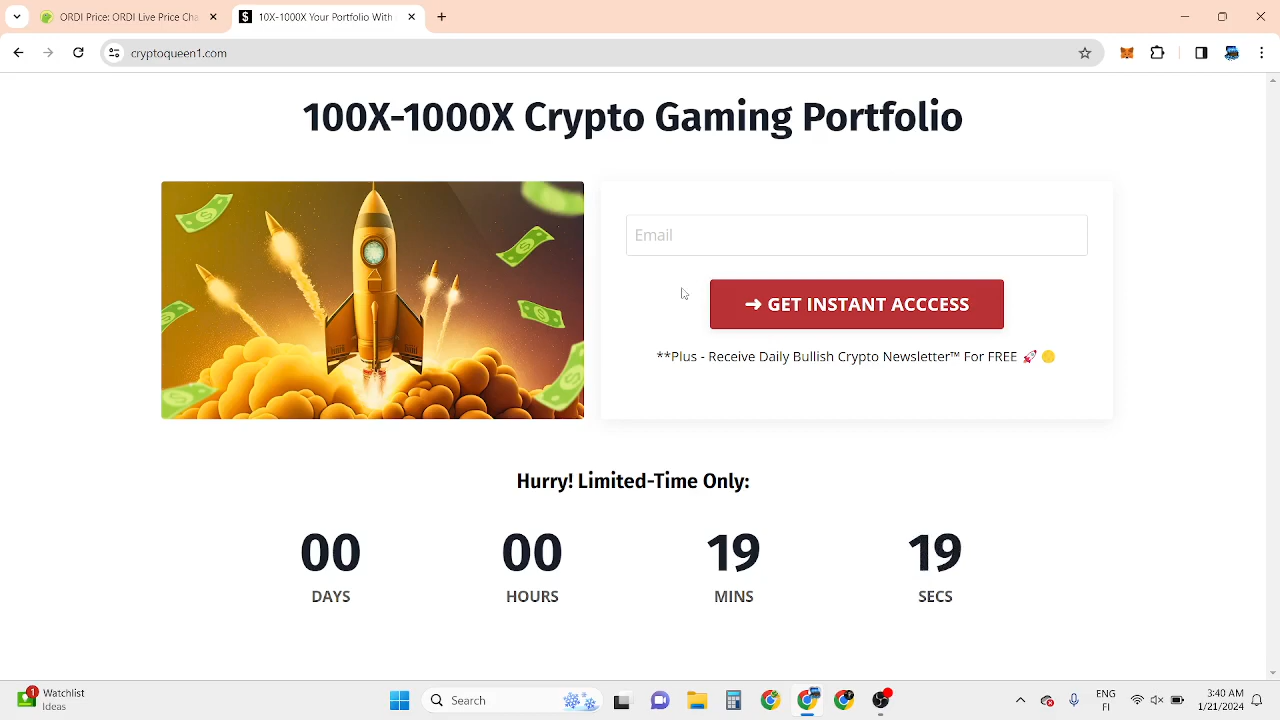 ORDI Price: ORDI Live Price Cha
10X-1000X Your Portfolio With
cryptoqueen1.com
100X-1000X Crypto Gaming Portfolio
Email
➜ GET INSTANT ACCCESS
**Plus - Receive Daily Bullish Crypto Newsletter™ For FREE 🚀 🟡
Hurry! Limited-Time Only:
00 00 19 19
DAYS HOURS MINS SECS
1 Watchlist
Ideas
Search
ENG
FI
3:40 AM
1/21/2024